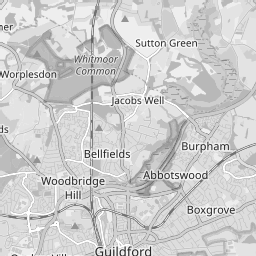 Sutton Green
Whitmoor
Common
Worplesdon
Jacobs Well
Burpham
Bellfields
Abbotswood
Woodbridge
Hill
Boxgrove
Guildford